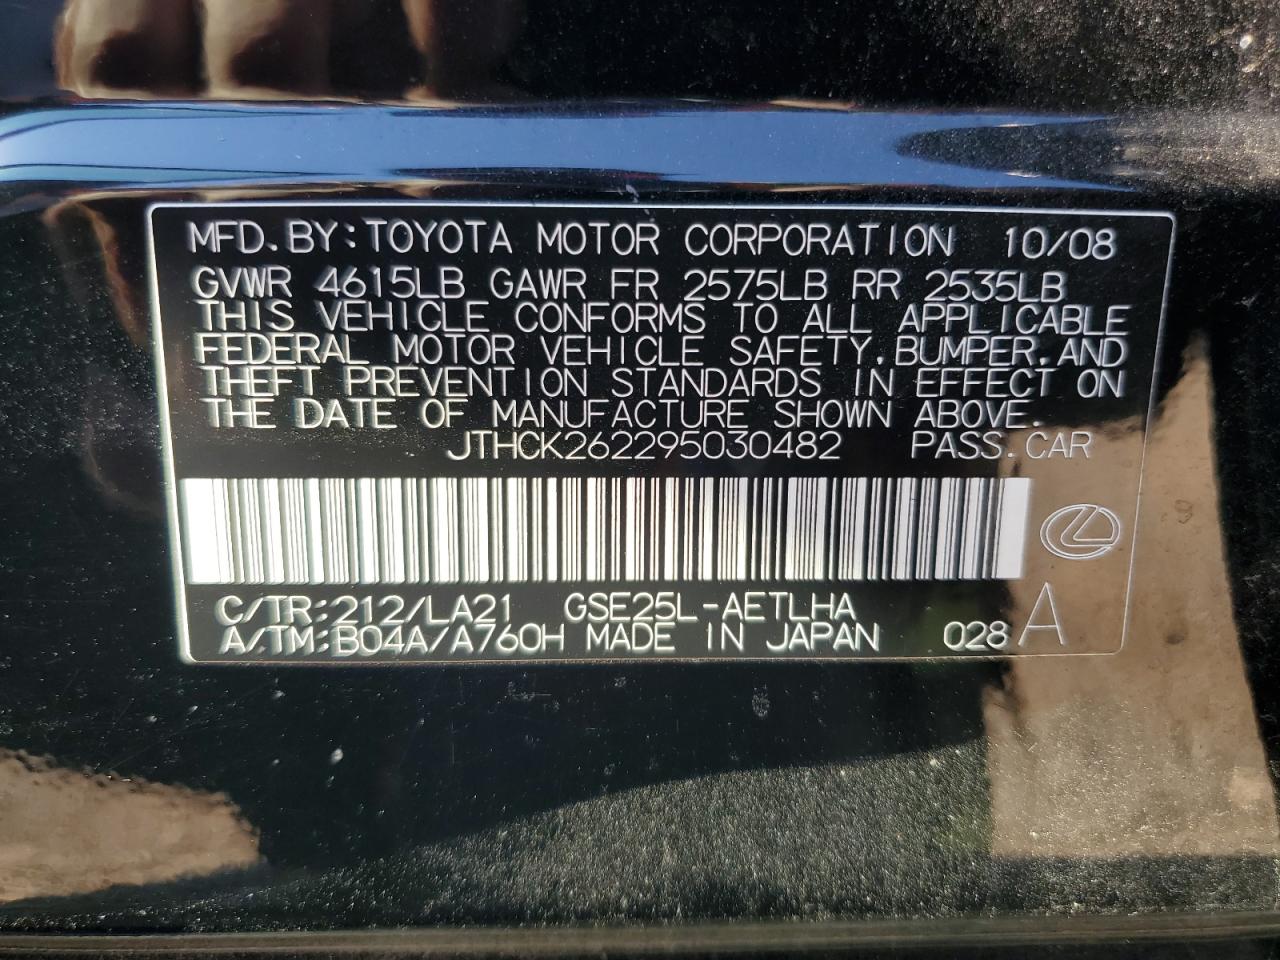 MFD.BY:TOYOTA MOTOR CORPORATION 10/08
GVWR 4615LB GAWR FR 2575LB RR 2535LB
THIS VEHICLE CONFORMS TO ALL APPLICABLE
FEDERAL MOTOR VEHICLE SAFETY,BUMPER,AND
THEFT PREVENTION STANDARDS IN EFFECT ON
THE DATE OF MANUFACTURE SHOWN ABOVE.
JTHCK262295030482 PASS.CAR
C/TR:212/LA21 GSE25L-AETLHA
A/TM:B04A/A760H MADE IN JAPAN 028 A